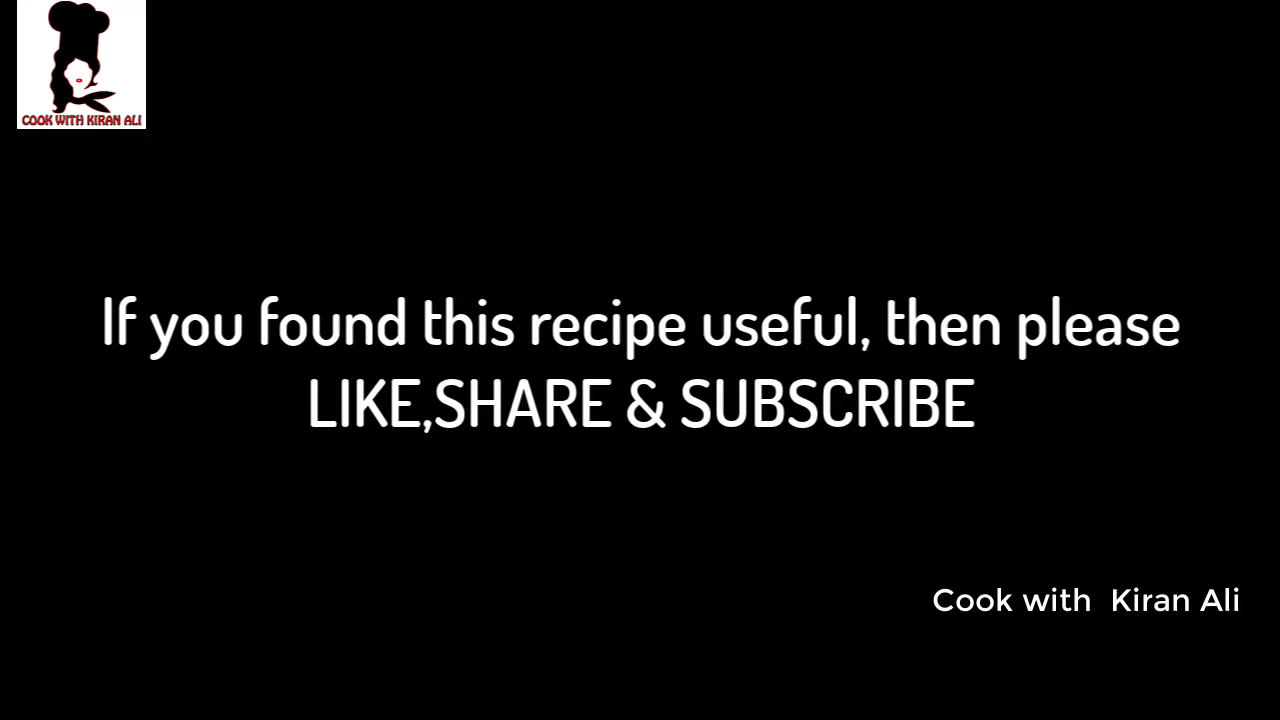 COOK WITH KIRAN ALI
If you found this recipe useful, then please
LIKE,SHARE & SUBSCRIBE
Cook with Kiran Ali